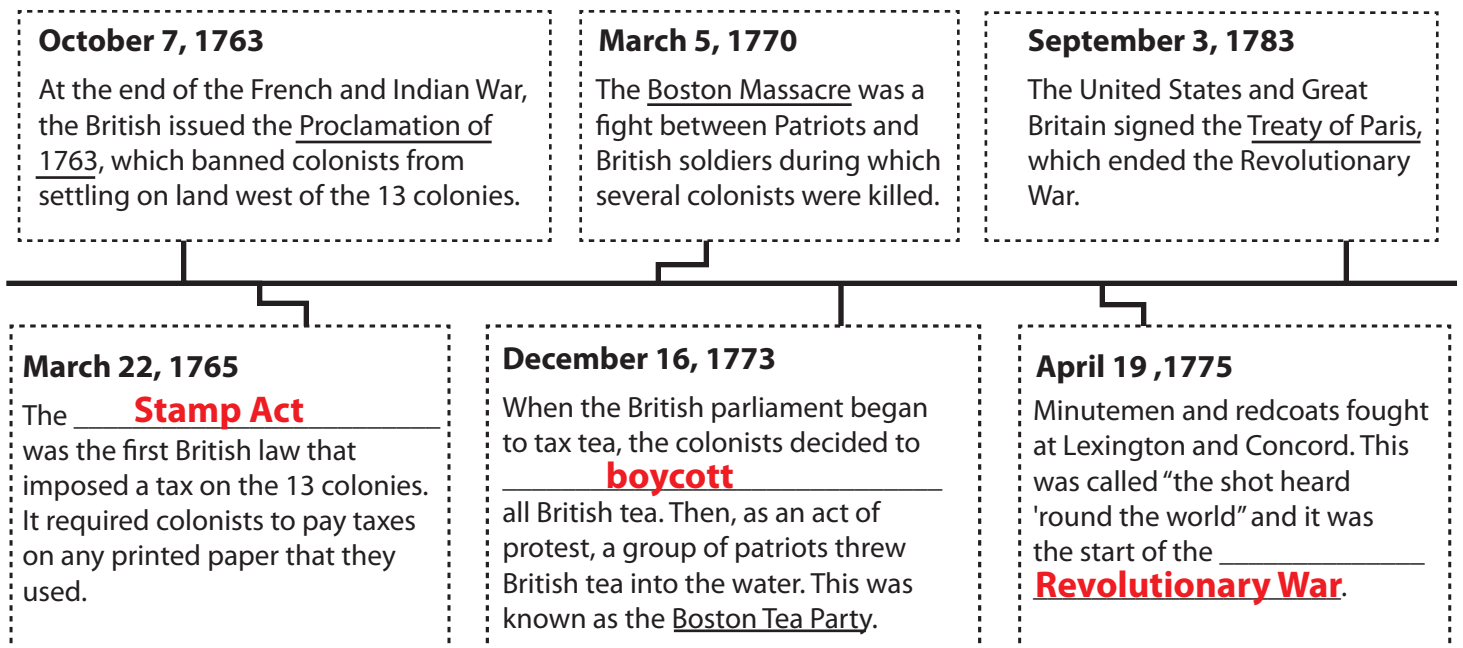 October 7, 1763
At the end of the French and Indian War,
the British issued the Proclamation of
1763, which banned colonists from
settling on land west of the 13 colonies.
March 5, 1770
The Boston Massacre was a
fight between Patriots and
British soldiers during which
several colonists were killed.
September 3, 1783
The United States and Great
Britain signed the Treaty of Paris,
which ended the Revolutionary
War.
March 22, 1765
The Stamp Act
was the first British law that
imposed a tax on the 13 colonies.
It required colonists to pay taxes
on any printed paper that they
used.
December 16, 1773
When the British parliament began
to tax tea, the colonists decided to
boycott
all British tea. Then, as an act of
protest, a group of patriots threw
British tea into the water. This was
known as the Boston Tea Party.
April 19 ,1775
Minutemen and redcoats fought
at Lexington and Concord. This
was called “the shot heard
'round the world” and it was
the start of the
Revolutionary War.